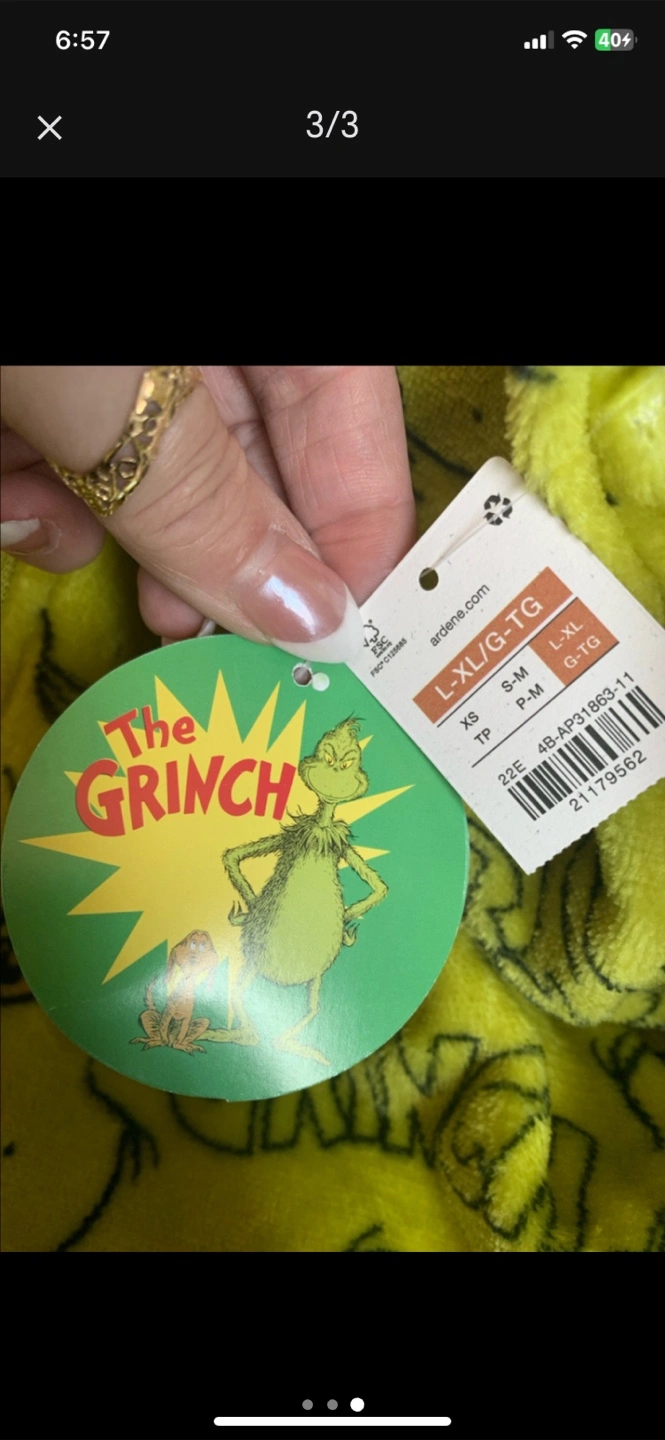 6:57
40
3/3
The
GRINCH
FSC
FSC® C125885
ardene.com
L-XL/G-TG
XS S-M L-XL
TP P-M G-TG
22E 4B-AP31863-11
21179562